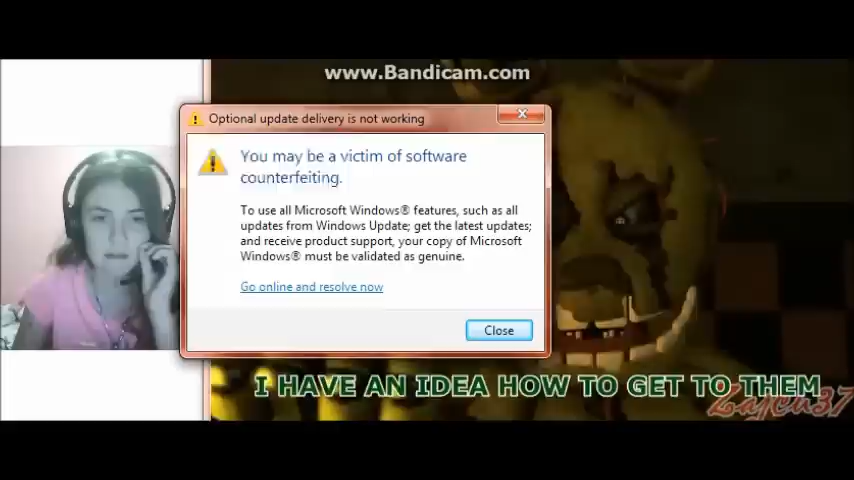 www.Bandicam.com
Optional update delivery is not working
You may be a victim of software
counterfeiting.
To use all Microsoft Windows® features, such as all
updates from Windows Update; get the latest updates;
and receive product support, your copy of Microsoft
Windows® must be validated as genuine.
Go online and resolve now
Close
I HAVE AN IDEA HOW TO GET TO THEM
Zajcu37